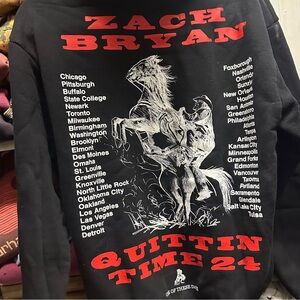 ZACH
BRYAN
Chicago
Pittsburgh
Buffalo
State College
Newark
Toronto
Milwaukee
Birmingham
Washington
Brooklyn
Elmont
Des Moines
Omaha
St. Louis
Greenville
Knoxville
North Little Rock
Oklahoma City
Oakland
Los Angeles
Las Vegas
Denver
Detroit
Foxborough
Nashville
Orlando
Sunrise
New Orleans
Houston
San Antonio
Greensboro
Philadelphia
Tampa
Arlington
Kansas City
Minneapolis
Grand Forks
Edmonton
Vancouver
Tacoma
Portland
Sacramento
Glendale
Salt Lake City
Tulsa
QUITTIN
TIME 24